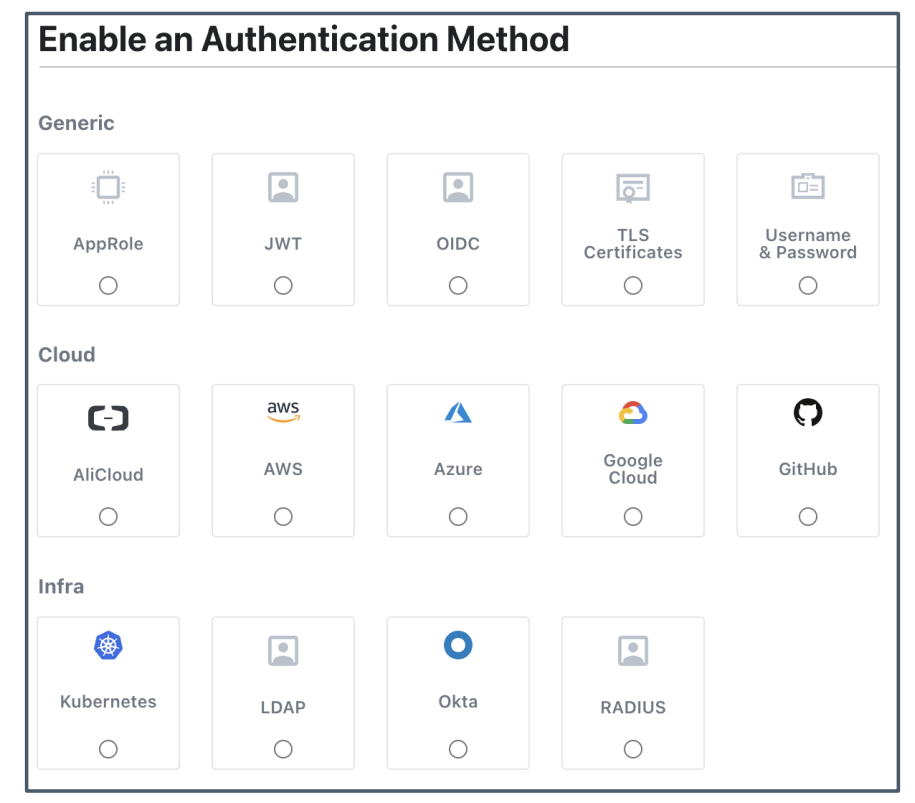 Enable an Authentication Method
Generic
AppRole
JWT
OIDC
TLS
Certificates
Username
& Password
Cloud
AliCloud
aws
AWS
Azure
Google
Cloud
GitHub
Infra
Kubernetes
LDAP
Okta
RADIUS